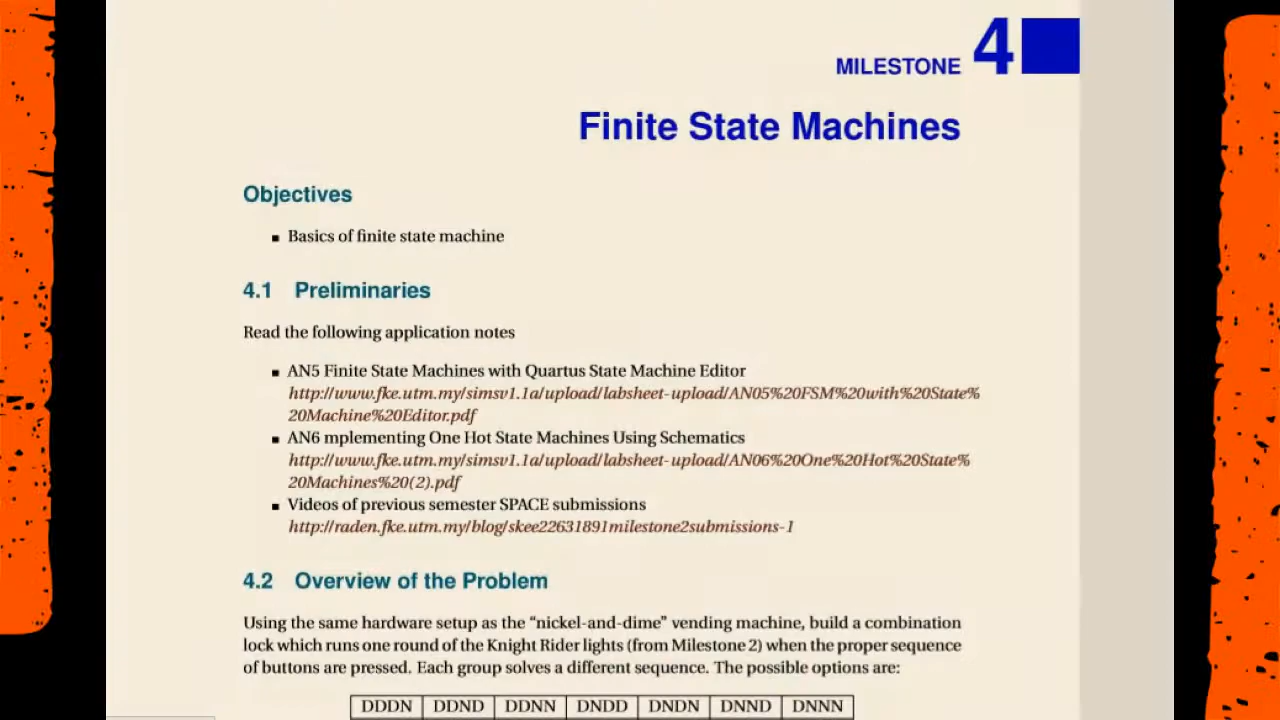 MILESTONE 4
Finite State Machines
Objectives
▪ Basics of finite state machine
4.1 Preliminaries
Read the following application notes
▪ AN5 Finite State Machines with Quartus State Machine Editor
http://www.fke.utm.my/simsv1.1a/upload/labsheet-upload/AN05%20FSM%20with%20State%
20Machine%20Editor.pdf
▪ AN6 mplementing One Hot State Machines Using Schematics
http://www.fke.utm.my/simsv1.1a/upload/labsheet-upload/AN06%20One%20Hot%20State%
20Machines%20(2).pdf
▪ Videos of previous semester SPACE submissions
http://raden.fke.utm.my/blog/skee22631891milestone2submissions-1
4.2 Overview of the Problem
Using the same hardware setup as the “nickel-and-dime” vending machine, build a combination
lock which runs one round of the Knight Rider lights (from Milestone 2) when the proper sequence
of buttons are pressed. Each group solves a different sequence. The possible options are:
DDDN DDND DDNN DNDD DNDN DNND DNNN